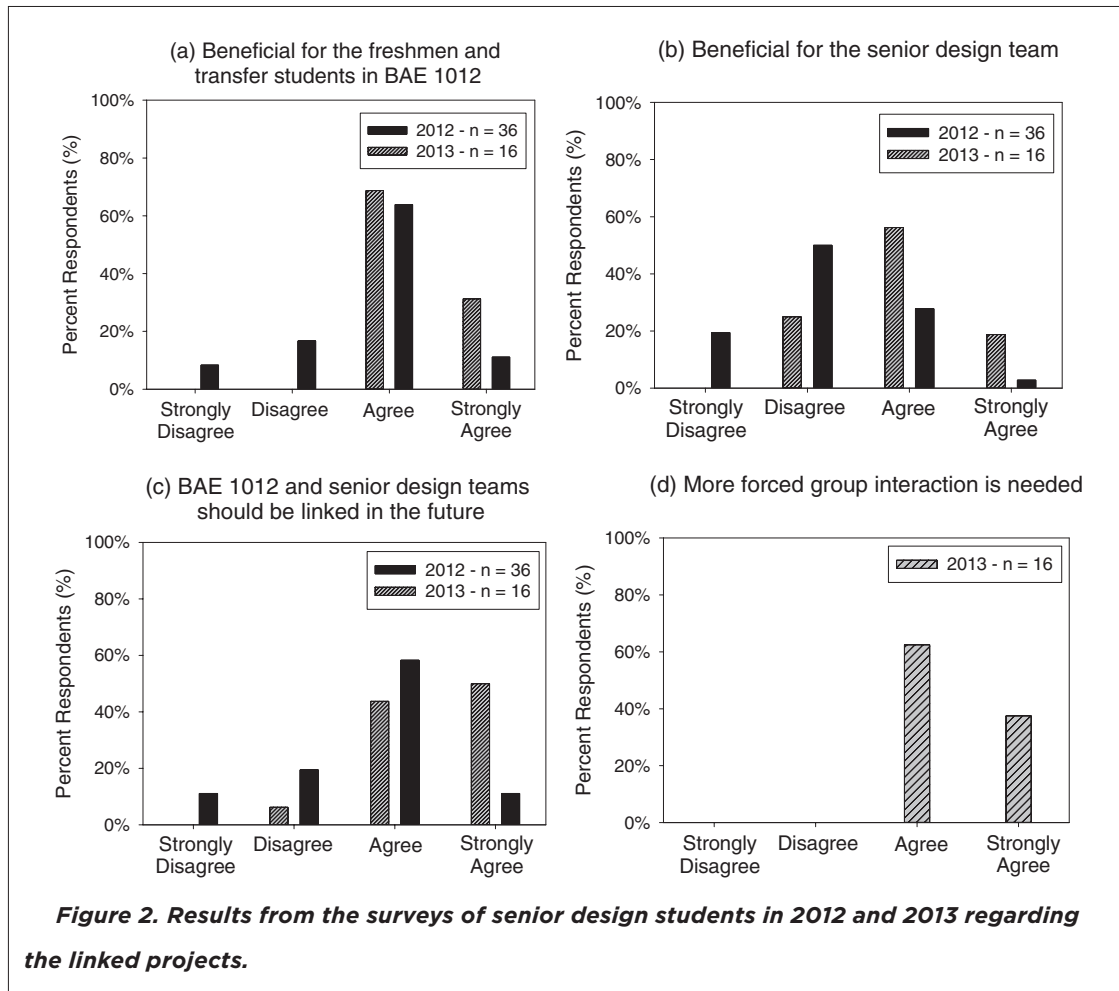 (a) Beneficial for the freshmen and
transfer students in BAE 1012
100%
80%
60%
40%
20%
0%
Percent Respondents (%)
2012 - n = 36
2013 - n = 16
Strongly
Disagree
Disagree
Agree
Strongly
Agree
(b) Beneficial for the senior design team
100%
80%
60%
40%
20%
0%
Percent Respondents (%)
2012 - n = 36
2013 - n = 16
Strongly
Disagree
Disagree
Agree
Strongly
Agree
(c) BAE 1012 and senior design teams
should be linked in the future
100%
80%
60%
40%
20%
0%
Percent Respondents (%)
2012 - n = 36
2013 - n = 16
Strongly
Disagree
Disagree
Agree
Strongly
Agree
(d) More forced group interaction is needed
100%
80%
60%
40%
20%
0%
Percent Respondents (%)
2013 - n = 16
Strongly
Disagree
Disagree
Agree
Strongly
Agree
Figure 2. Results from the surveys of senior design students in 2012 and 2013 regarding
the linked projects.